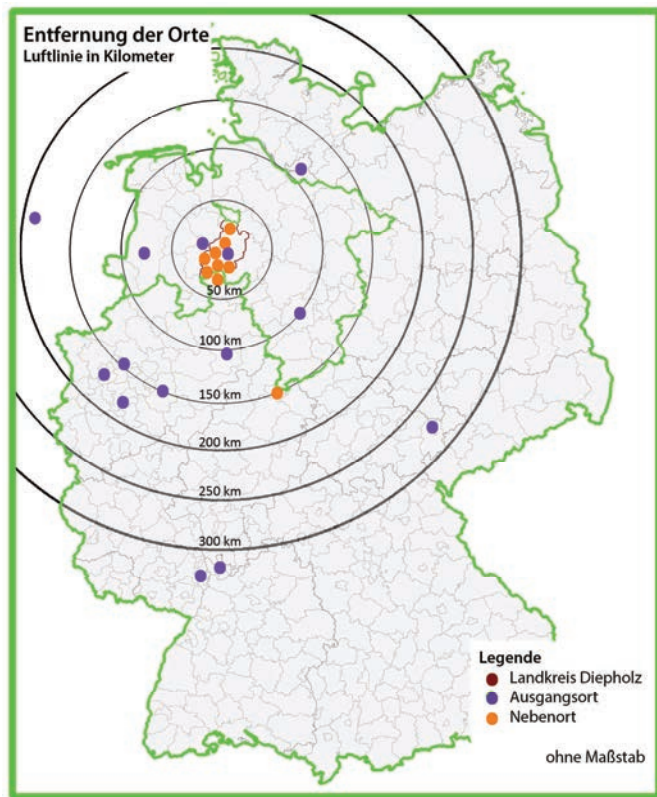 Entfernung der Orte
Luftlinie in Kilometer
50 km
100 km
150 km
200 km
250 km
300 km
Legende
Landkreis Diepholz
Ausgangsort
Nebenort
ohne Maßstab